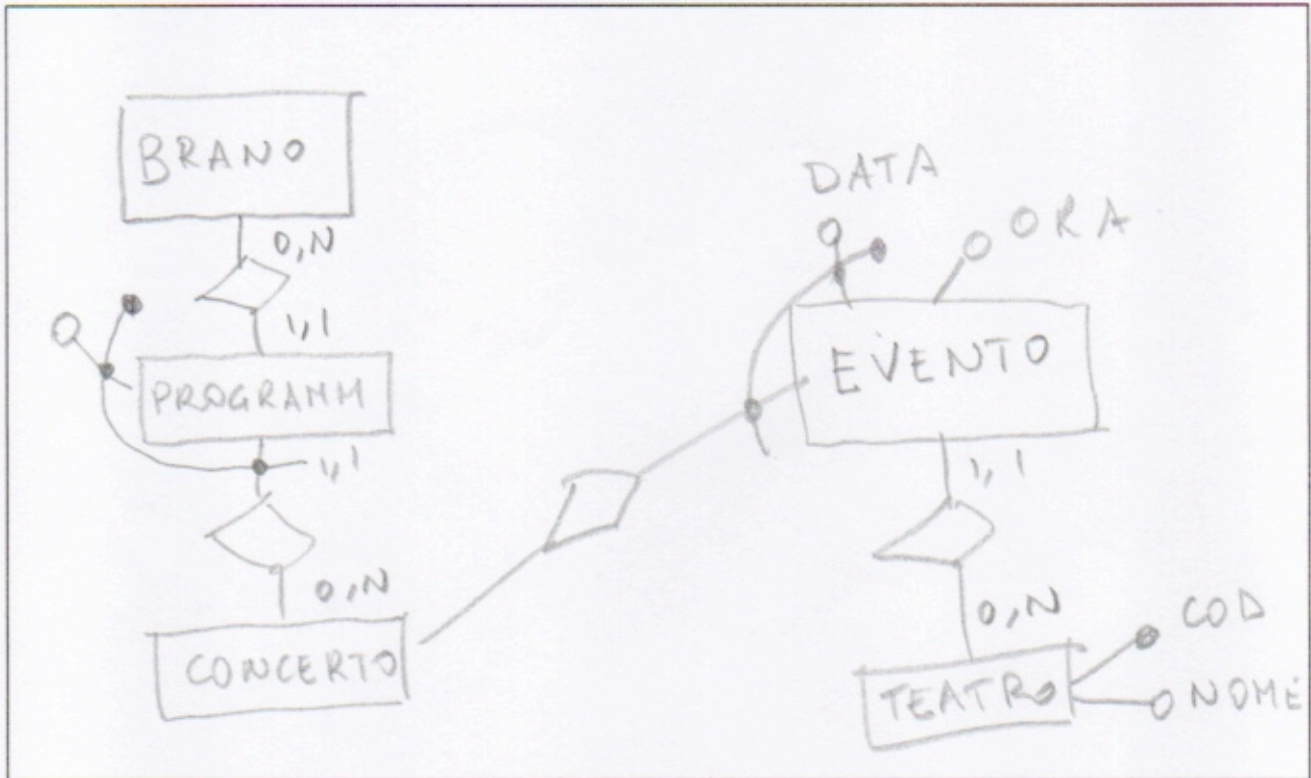 BRANO
0,N
1,1
PROGRAMM
1,1
0,N
CONCERTO
DATA
ORA
EVENTO
1,1
0,N
TEATRO
COD
NOME